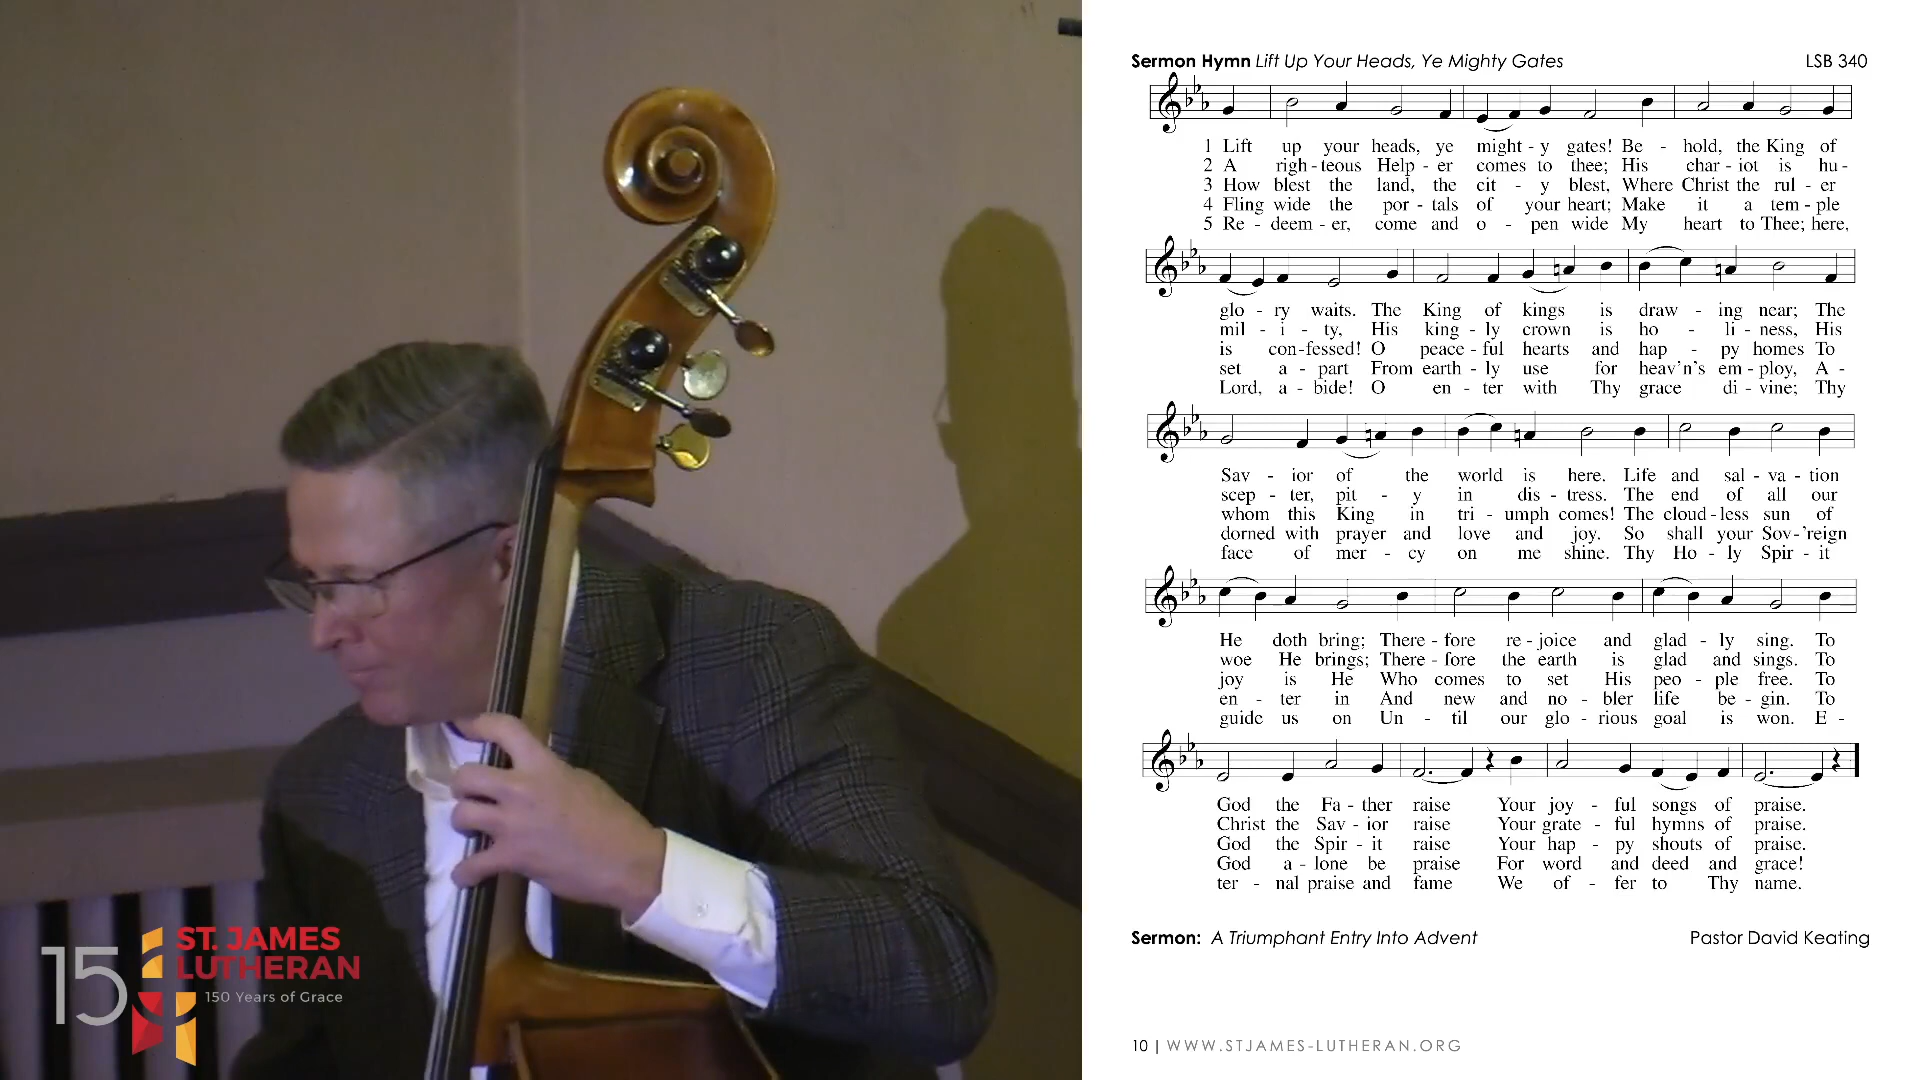 Sermon Hymn Lift Up Your Heads, Ye Mighty Gates LSB 340
1 Lift up your heads, ye might - y gates! Be - hold, the King of
2 A righ - teous Help - er comes to thee; His char - iot is hu -
3 How blest the land, the cit - y blest, Where Christ the rul - er
4 Fling wide the por - tals of your heart; Make it a tem - ple
5 Re - deem - er, come and o - pen wide My heart to Thee; here,
glo - ry waits. The King of kings is draw - ing near; The
mil - i - ty, His king - ly crown is ho - li - ness, His
is con - fessed! O peace - ful hearts and hap - py homes To
set a - part From earth - ly use for heav'n's em - ploy, A -
Lord, a - bide! O en - ter with Thy grace di - vine; Thy
Sav - ior of the world is here. Life and sal - va - tion
scep - ter, pit - y in dis - tress. The end of all our
whom this King in tri - umph comes! The cloud - less sun of
dorned with prayer and love and joy. So shall your Sov - 'reign
face of mer - cy on me shine. Thy Ho - ly Spir - it
He doth bring; There - fore re - joice and glad - ly sing. To
woe He brings; There - fore the earth is glad and sings. To
joy is He Who comes to set His peo - ple free. To
en - ter in And new and no - bler life be - gin. To
guide us on Un - til our glo - rious goal is won. E -
God the Fa - ther raise Your joy - ful songs of praise.
Christ the Sav - ior raise Your grate - ful hymns of praise.
God the Spir - it raise Your hap - py shouts of praise.
God a - lone be praise For word and deed and grace!
ter - nal praise and fame We of - fer to Thy name.
Sermon: A Triumphant Entry Into Advent Pastor David Keating
10 | WWW.STJAMES-LUTHERAN.ORG
150 ST. JAMES
LUTHERAN
150 Years of Grace